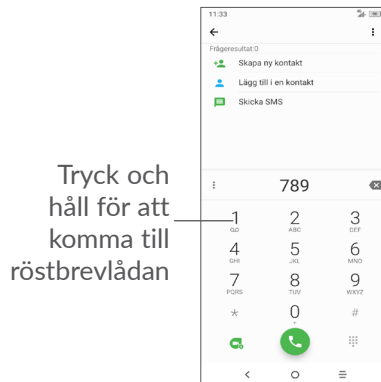 11:33
Frågeresultat:0
Skapa ny kontakt
Lägg till i en kontakt
Skicka SMS
Tryck och
håll för att
komma till
röstbrevlådan
789
1 2 3
ABC DEF
4 5 6
GHI JKL MNO
7 8 9
PQRS TUV WXYZ
* 0 #
+